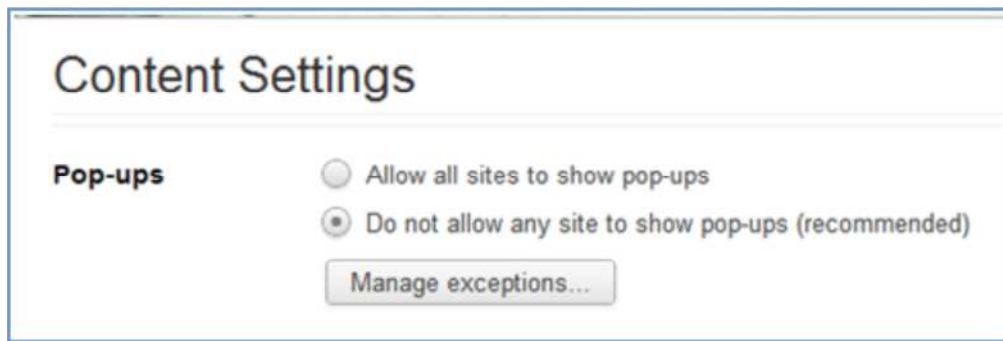 Content Settings
Pop-ups
Allow all sites to show pop-ups
Do not allow any site to show pop-ups (recommended)
Manage exceptions...